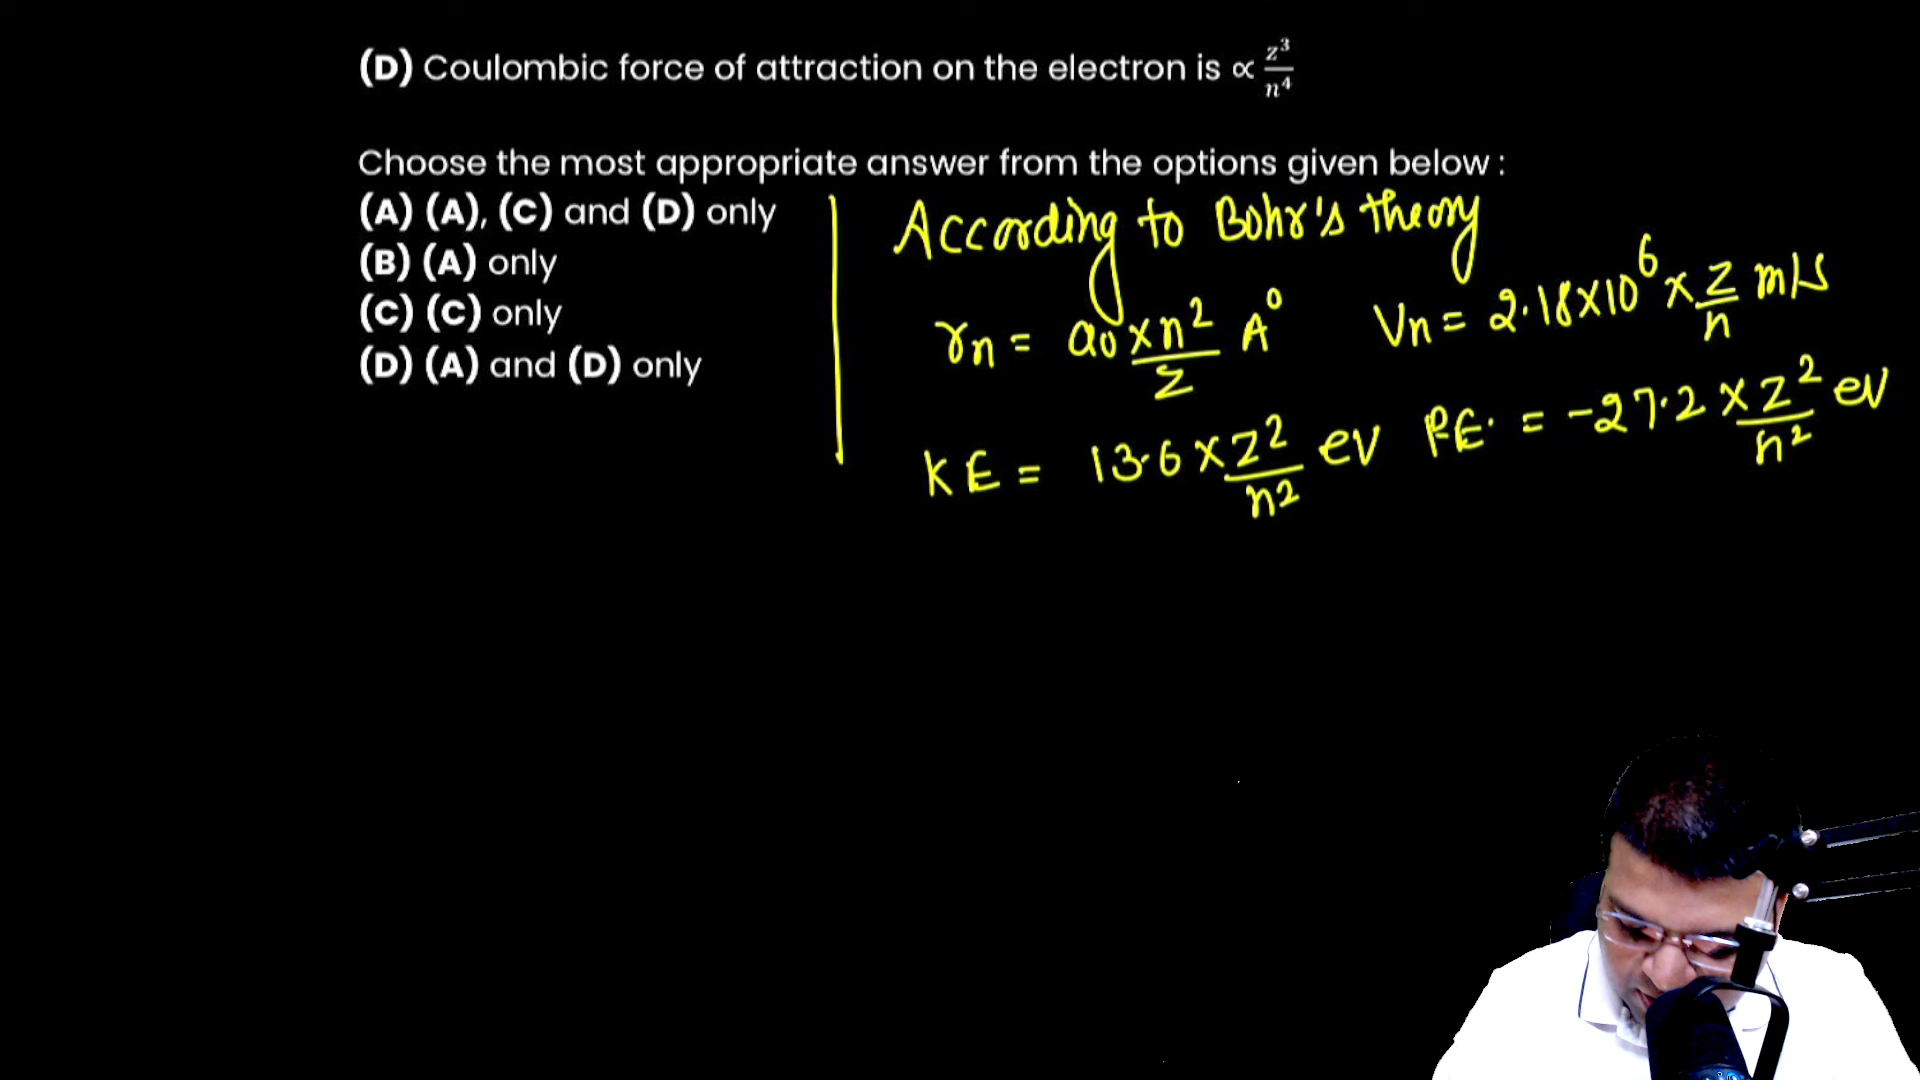 (D) Coulombic force of attraction on the electron is ∝ z³/n⁴
Choose the most appropriate answer from the options given below :
(A) (A), (C) and (D) only
(B) (A) only
(C) (C) only
(D) (A) and (D) only
According to Bohr's theory
rn = a0 × n²/Z A° Vn = 2.18×10⁶ × Z/n m/s
KE = 13.6 × Z²/n² eV P.E. = -27.2 × Z²/n² eV